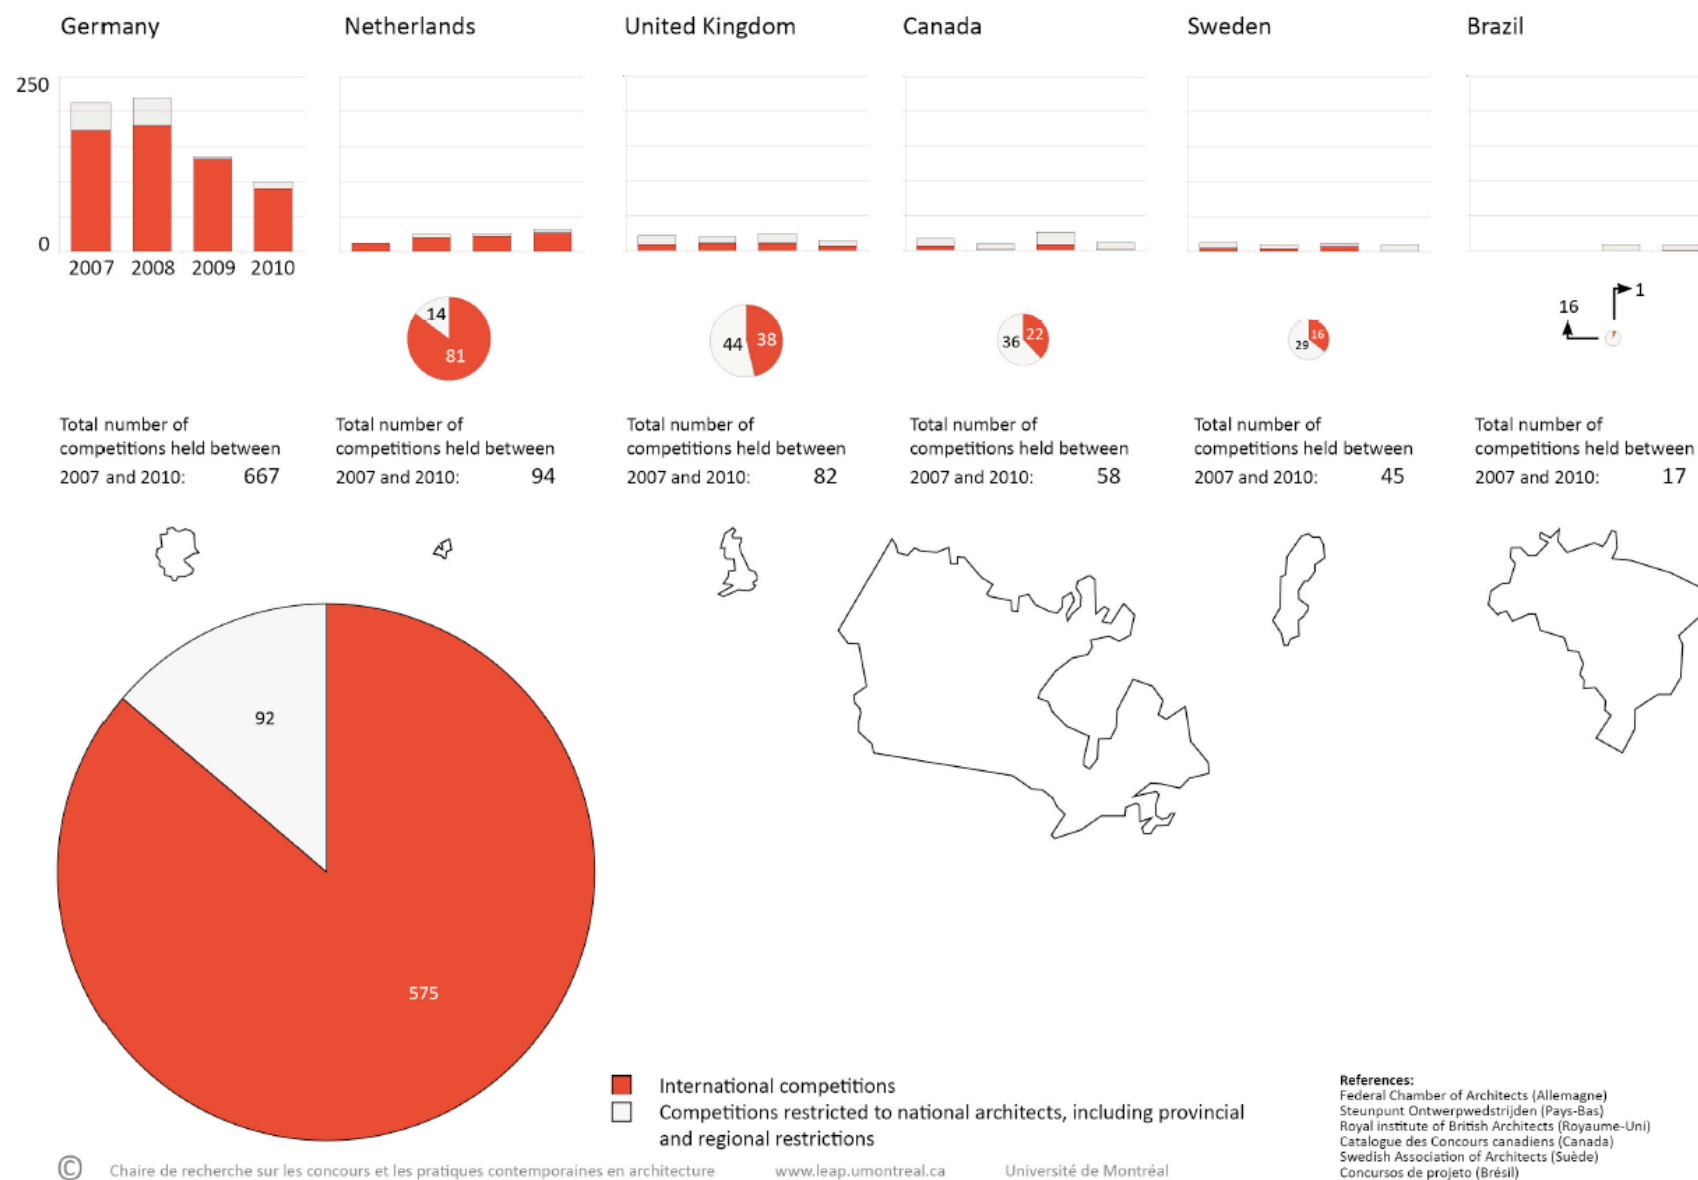 Germany
Netherlands
United Kingdom
Canada
Sweden
Brazil
250
0
2007 2008 2009 2010
14
81
44 38
36 22
29 16
16 1
Total number of
competitions held between
2007 and 2010: 667
Total number of
competitions held between
2007 and 2010: 94
Total number of
competitions held between
2007 and 2010: 82
Total number of
competitions held between
2007 and 2010: 58
Total number of
competitions held between
2007 and 2010: 45
Total number of
competitions held between
2007 and 2010: 17
92
575
International competitions
Competitions restricted to national architects, including provincial
and regional restrictions
References:
Federal Chamber of Architects (Allemagne)
Steunpunt Ontwerpwedstrijden (Pays-Bas)
Royal institute of British Architects (Royaume-Uni)
Catalogue des Concours canadiens (Canada)
Swedish Association of Architects (Suède)
Concursos de projeto (Brésil)
© Chaire de recherche sur les concours et les pratiques contemporaines en architecture www.leap.umontreal.ca Université de Montréal